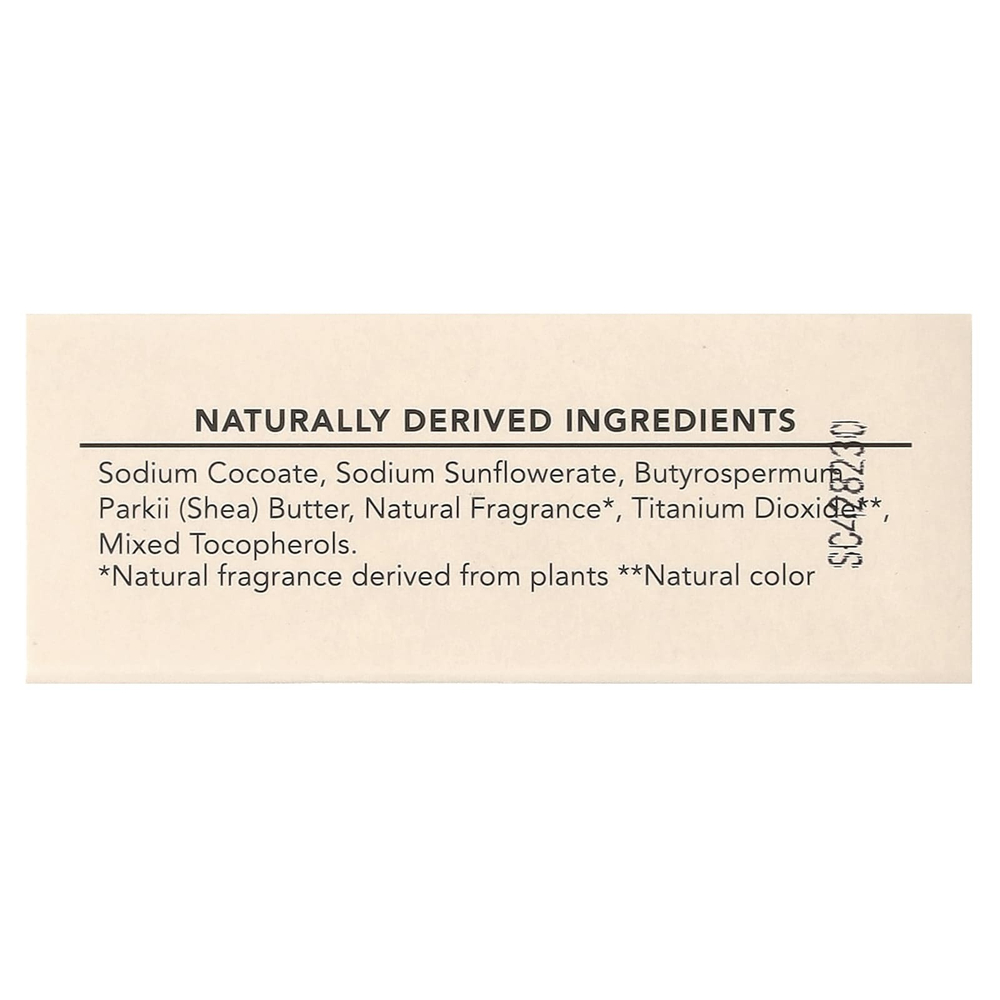 NATURALLY DERIVED INGREDIENTS
Sodium Cocoate, Sodium Sunflowerate, Butyrospermum
Parkii (Shea) Butter, Natural Fragrance*, Titanium Dioxide**,
Mixed Tocopherols.
*Natural fragrance derived from plants **Natural color